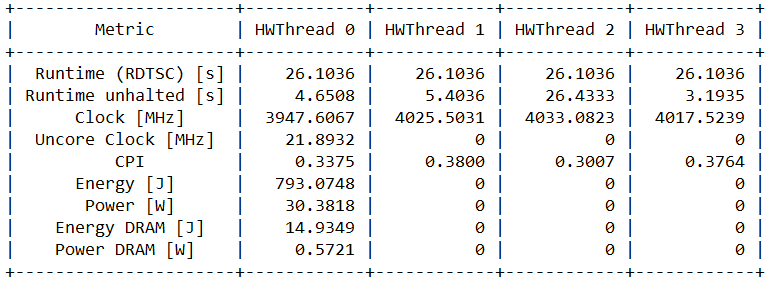 +-----------------------+------------+------------+------------+------------+
|        Metric         | HWThread 0 | HWThread 1 | HWThread 2 | HWThread 3 |
+-----------------------+------------+------------+------------+------------+
|  Runtime (RDTSC) [s]  |    26.1036 |    26.1036 |    26.1036 |    26.1036 |
|  Runtime unhalted [s] |     4.6508 |     5.4036 |    26.4333 |     3.1935 |
|      Clock [MHz]      |  3947.6067 |  4025.5031 |  4033.0823 |  4017.5239 |
|   Uncore Clock [MHz]  |    21.8932 |          0 |          0 |          0 |
|          CPI          |     0.3375 |     0.3800 |     0.3007 |     0.3764 |
|       Energy [J]      |   793.0748 |          0 |          0 |          0 |
|       Power [W]       |    30.3818 |          0 |          0 |          0 |
|    Energy DRAM [J]    |    14.9349 |          0 |          0 |          0 |
|     Power DRAM [W]    |     0.5721 |          0 |          0 |          0 |
+-----------------------+------------+------------+------------+------------+